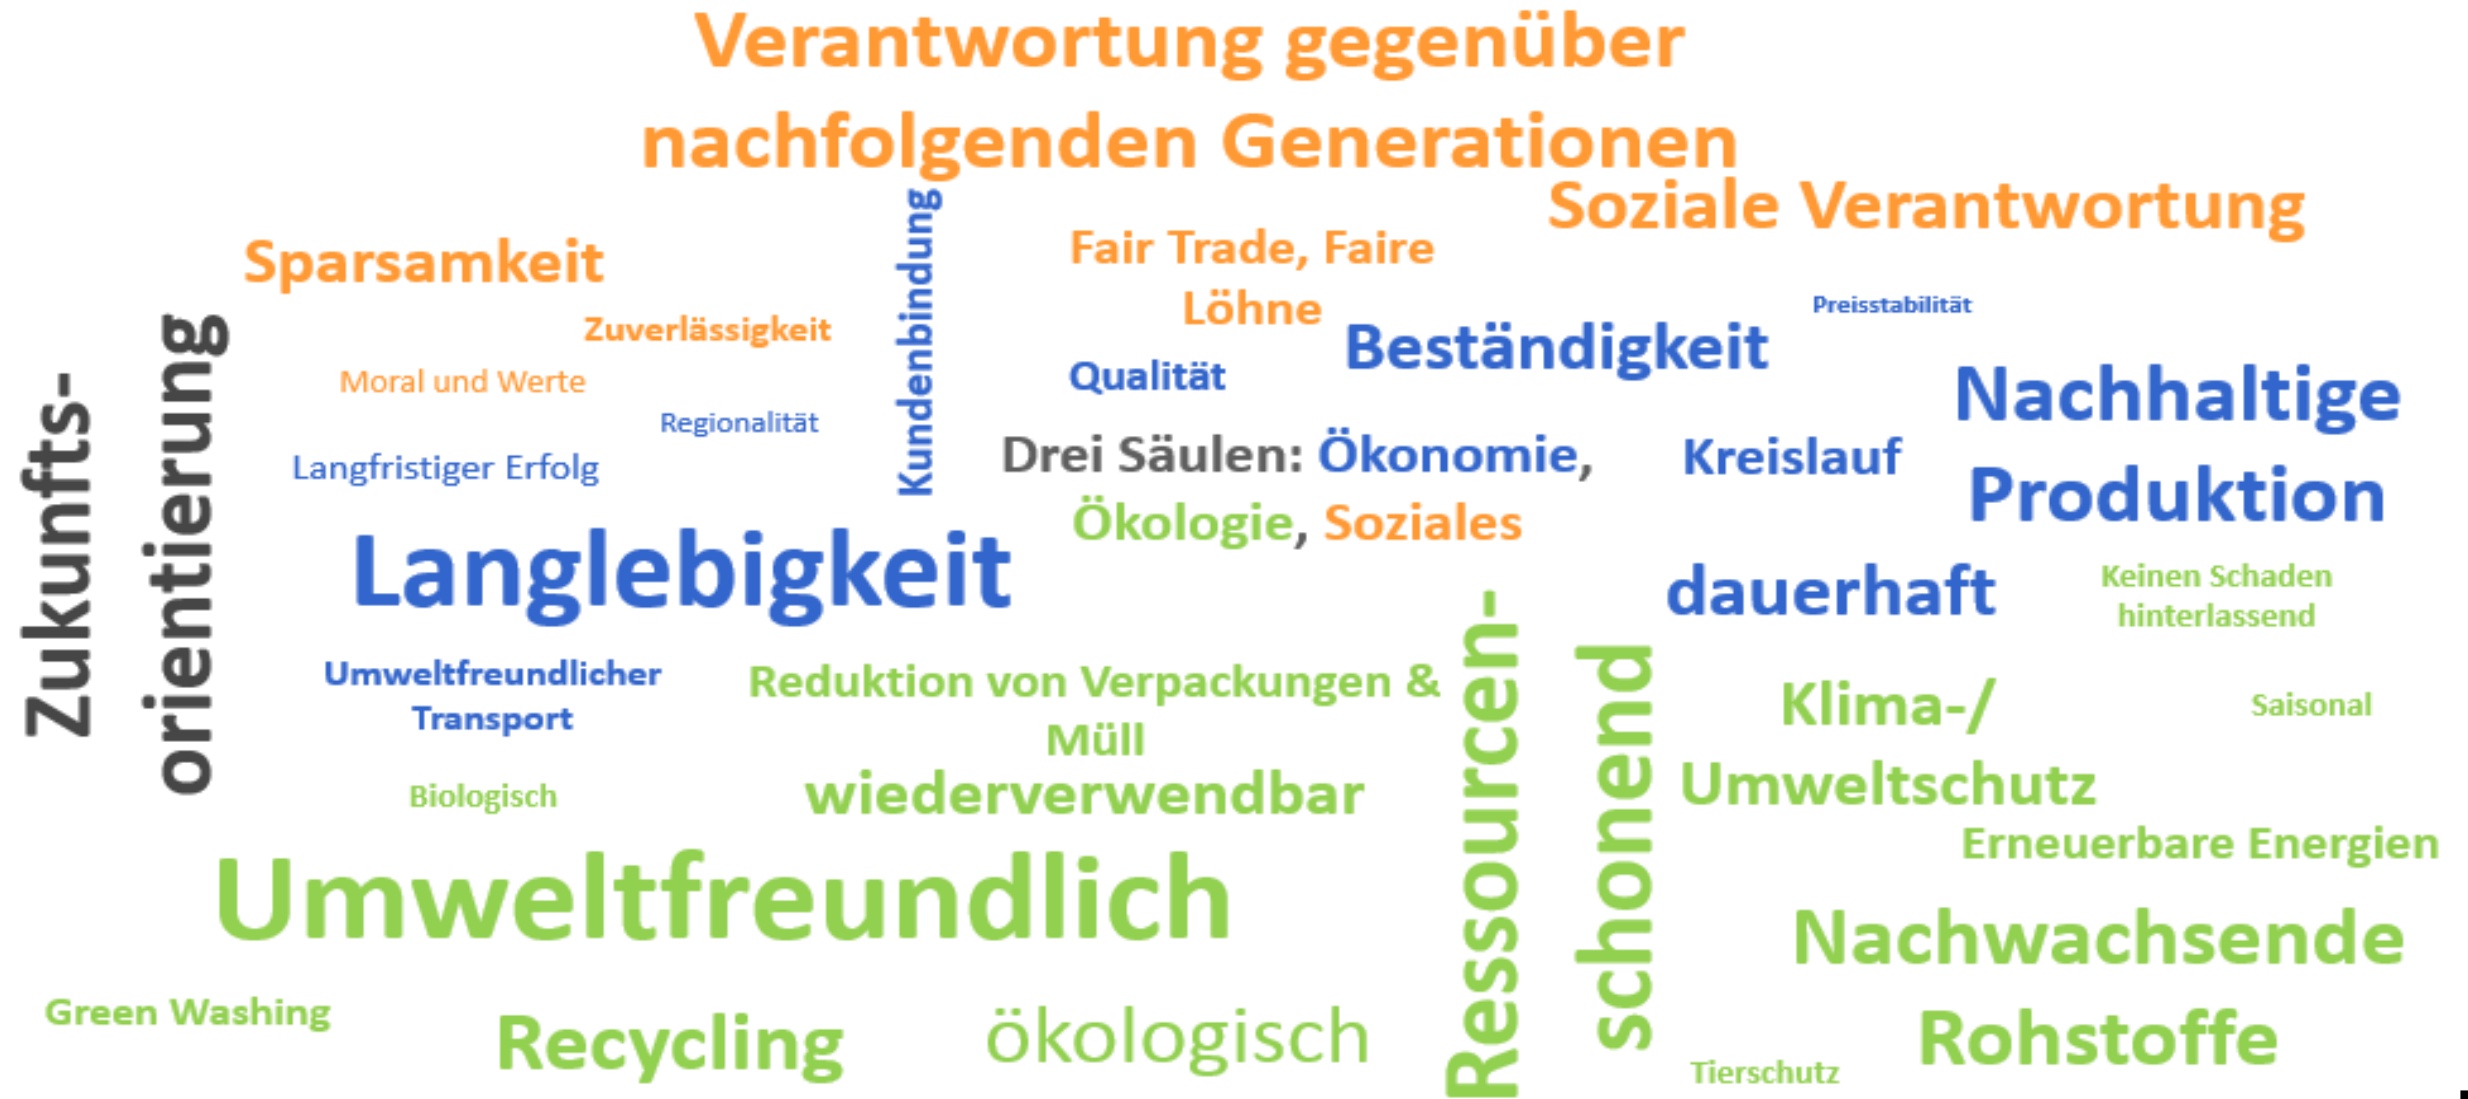 Verantwortung gegenüber
nachfolgenden Generationen
Soziale Verantwortung
Sparsamkeit
Fair Trade, Faire
Löhne
Zuverlässigkeit
Kundenbindung
Preisstabilität
Beständigkeit
Moral und Werte
Qualität
Nachhaltige
Produktion
Regionalität
Zukunfts-
orientierung
Langfristiger Erfolg
Drei Säulen: Ökonomie,
Ökologie, Soziales
Kreislauf
Langlebigkeit
dauerhaft
Keinen Schaden
hinterlassend
Umweltfreundlicher
Transport
Reduktion von Verpackungen &
Müll
Ressourcen-
schonend
Klima-/
Umweltschutz
Saisonal
Biologisch
wiederverwendbar
Erneuerbare Energien
Umweltfreundlich
Nachwachsende
Rohstoffe
Green Washing
Recycling
ökologisch
Tierschutz